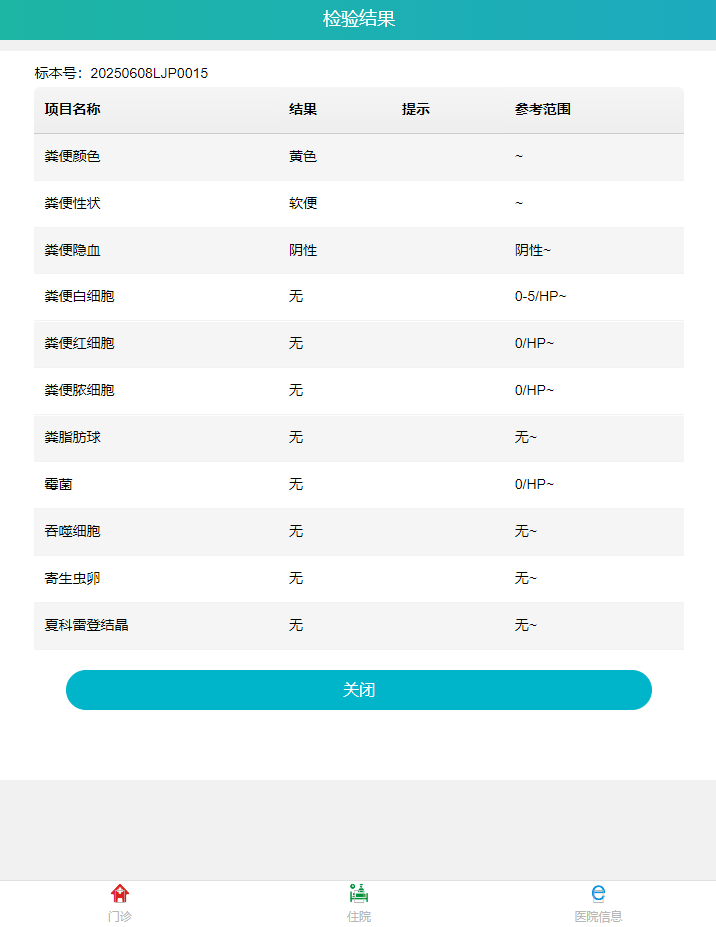 检验结果
标本号：20250608LJP0015
项目名称 结果 提示 参考范围
粪便颜色 黄色 ~
粪便性状 软便 ~
粪便隐血 阴性 阴性~
粪便白细胞 无 0-5/HP~
粪便红细胞 无 0/HP~
粪便脓细胞 无 0/HP~
粪脂肪球 无 无~
霉菌 无 0/HP~
吞噬细胞 无 无~
寄生虫卵 无 无~
夏科雷登结晶 无 无~
关闭
门诊 住院 医院信息